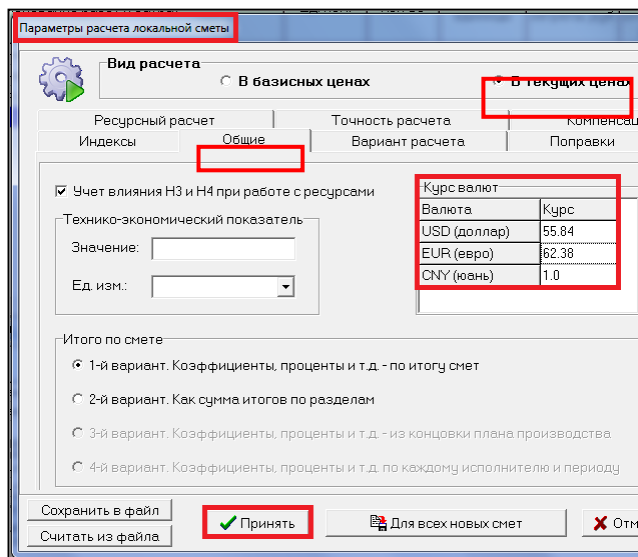 Параметры расчета локальной сметы
Вид расчета
В базисных ценах
В текущих ценах
Ресурсный расчет
Точность расчета
Компенсац
Индексы
Общие
Вариант расчета
Поправки
Учет влияния Н3 и Н4 при работе с ресурсами
Технико-экономический показатель
Значение:
Ед. изм.:
Курс валют
Валюта Курс
USD (доллар) 55.84
EUR (евро) 62.38
CNY (юань) 1.0
Итого по смете
1-й вариант. Коэффициенты, проценты и т.д. - по итогу смет
2-й вариант. Как сумма итогов по разделам
3-й вариант. Коэффициенты, проценты и т.д. - из концовки плана производства
4-й вариант. Коэффициенты, проценты и т.д. по каждому исполнителю и периоду
Сохранить в файл
Считать из файла
Принять
Для всех новых смет
Отм